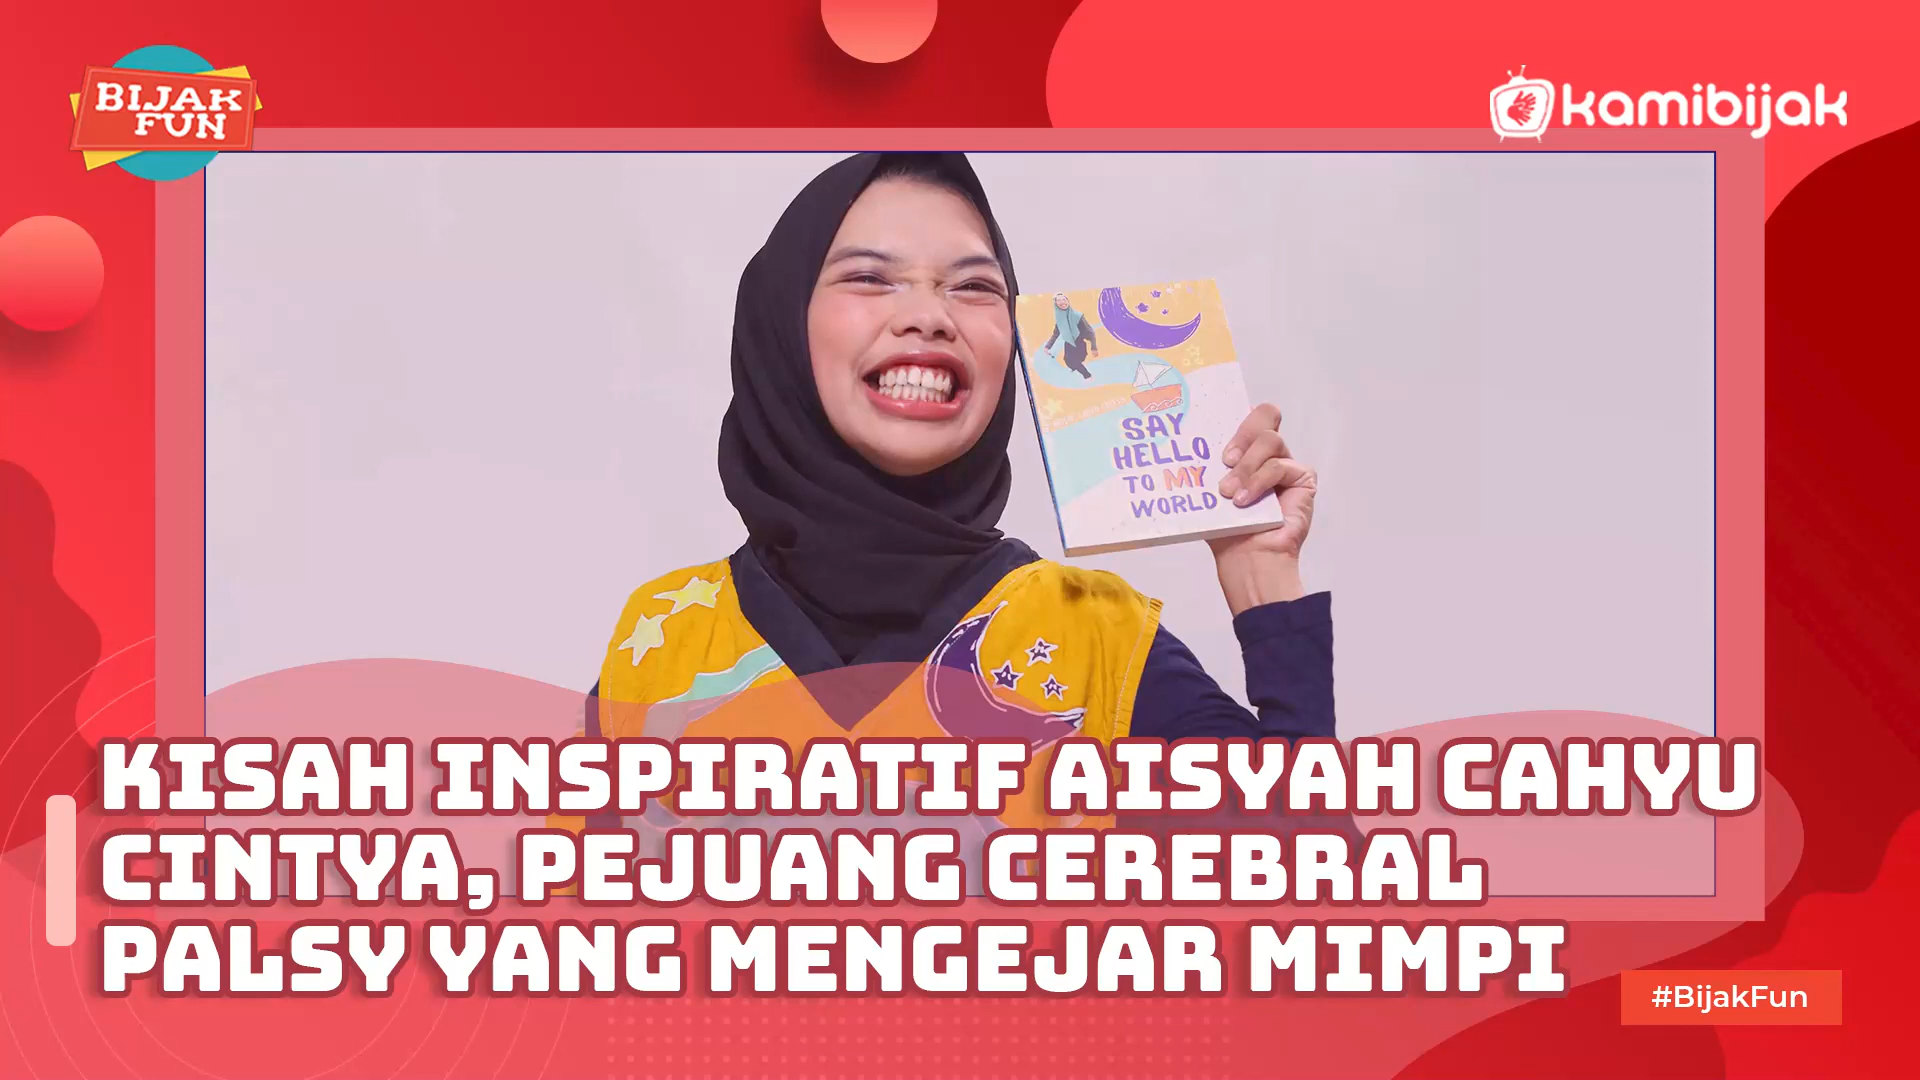 BIJAK
FUN
kamibijak
SAY
HELLO
TO MY
WORLD
KISAH INSPIRATIF AISYAH CAHYU
CINTYA, PEJUANG CEREBRAL
PALSY YANG MENGEJAR MIMPI
#BijakFun